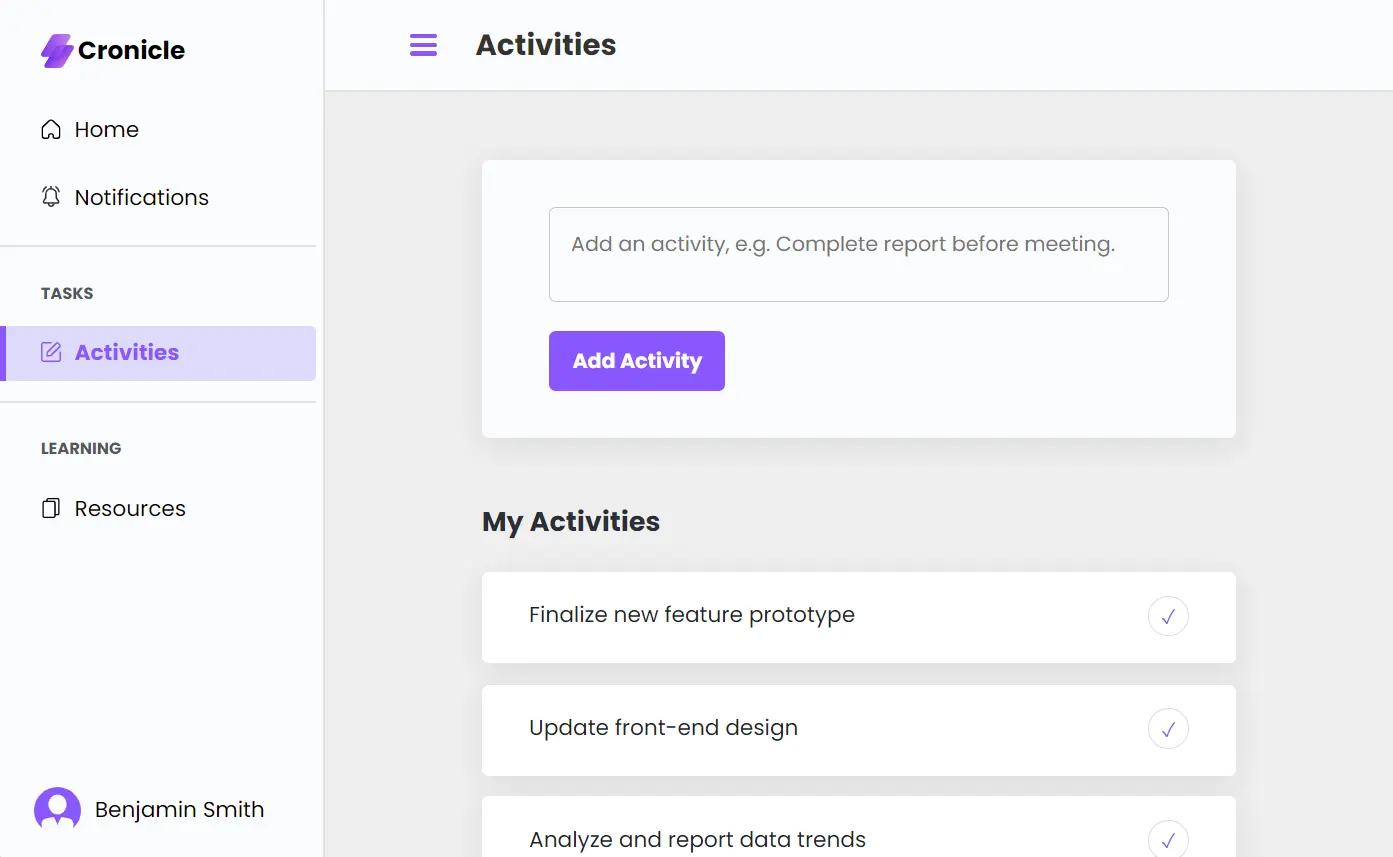 Cronicle
Home
Notifications
TASKS
Activities
LEARNING
Resources
Benjamin Smith
Activities
Add an activity, e.g. Complete report before meeting.
Add Activity
My Activities
Finalize new feature prototype
Update front-end design
Analyze and report data trends